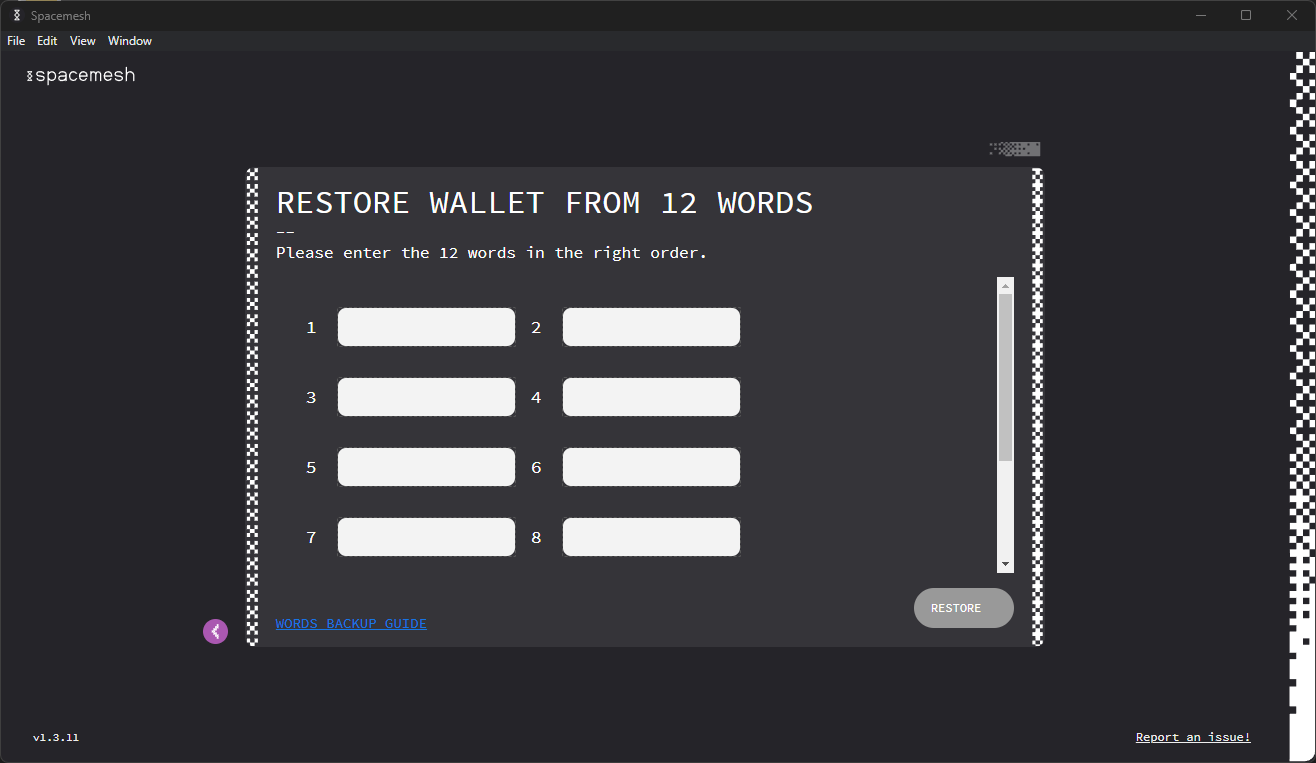 Spacemesh
File Edit View Window
spacemesh
RESTORE WALLET FROM 12 WORDS
--
Please enter the 12 words in the right order.
1 2
3 4
5 6
7 8
RESTORE
WORDS BACKUP GUIDE
v1.3.11
Report an issue!